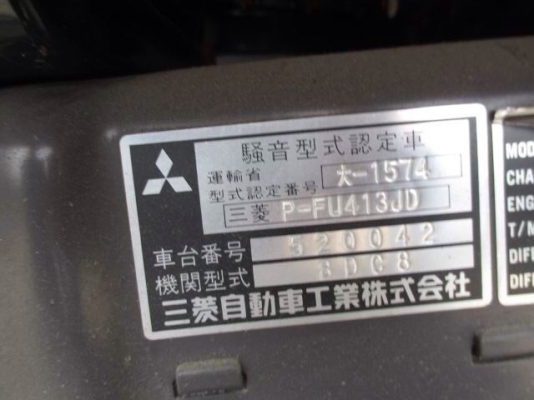 騒音型式認定車
運輸省
型式認定番号 大-1574
三菱 P-FU413JD
車台番号 520042
機関型式 8DC8
三菱自動車工業株式会社
MOD
CHA
ENG
T/M
DIF
DIF